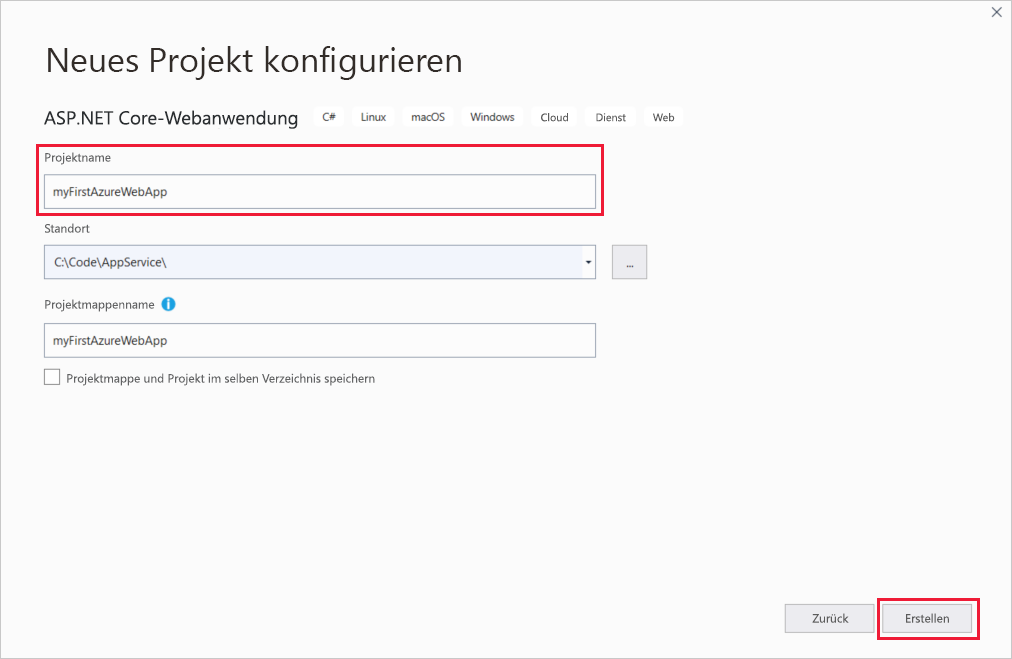 Neues Projekt konfigurieren
ASP.NET Core-Webanwendung C# Linux macOS Windows Cloud Dienst Web
Projektname
myFirstAzureWebApp
Standort
C:\Code\AppService\
...
Projektmappenname
myFirstAzureWebApp
Projektmappe und Projekt im selben Verzeichnis speichern
Zurück Erstellen